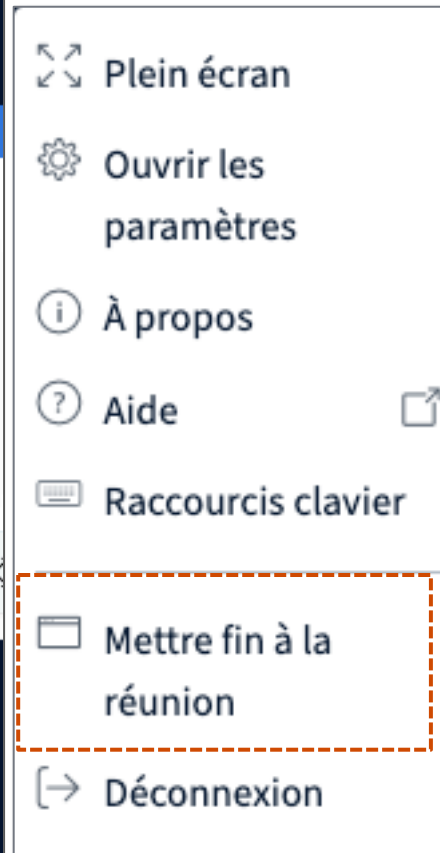 Plein écran
Ouvrir les
paramètres
À propos
Aide
Raccourcis clavier
Mettre fin à la
réunion
Déconnexion